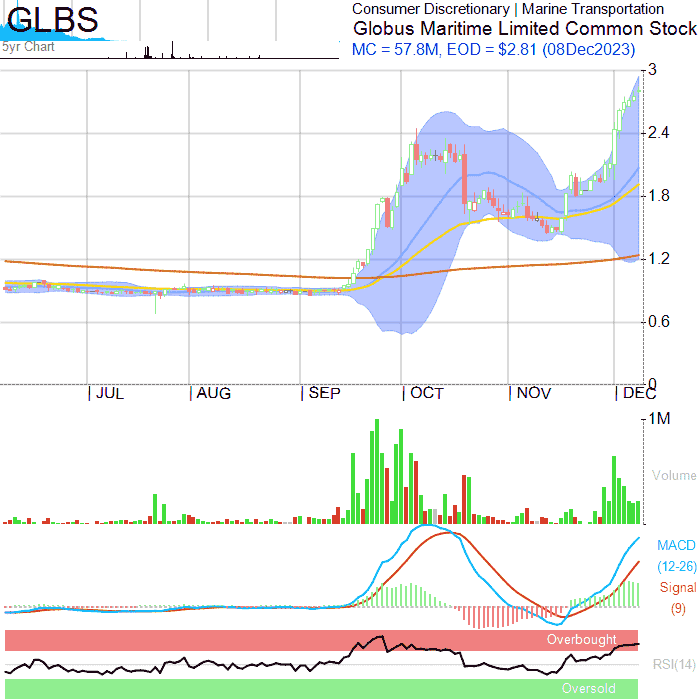 GLBS
5yr Chart
Consumer Discretionary | Marine Transportation
Globus Maritime Limited Common Stock
MC = 57.8M, EOD = $2.81 (08Dec2023)
3
2.4
1.8
1.2
0.6
0
JUL AUG SEP OCT NOV DEC
1M
Volume
MACD
(12-26)
Signal
(9)
Overbought
RSI(14)
Oversold